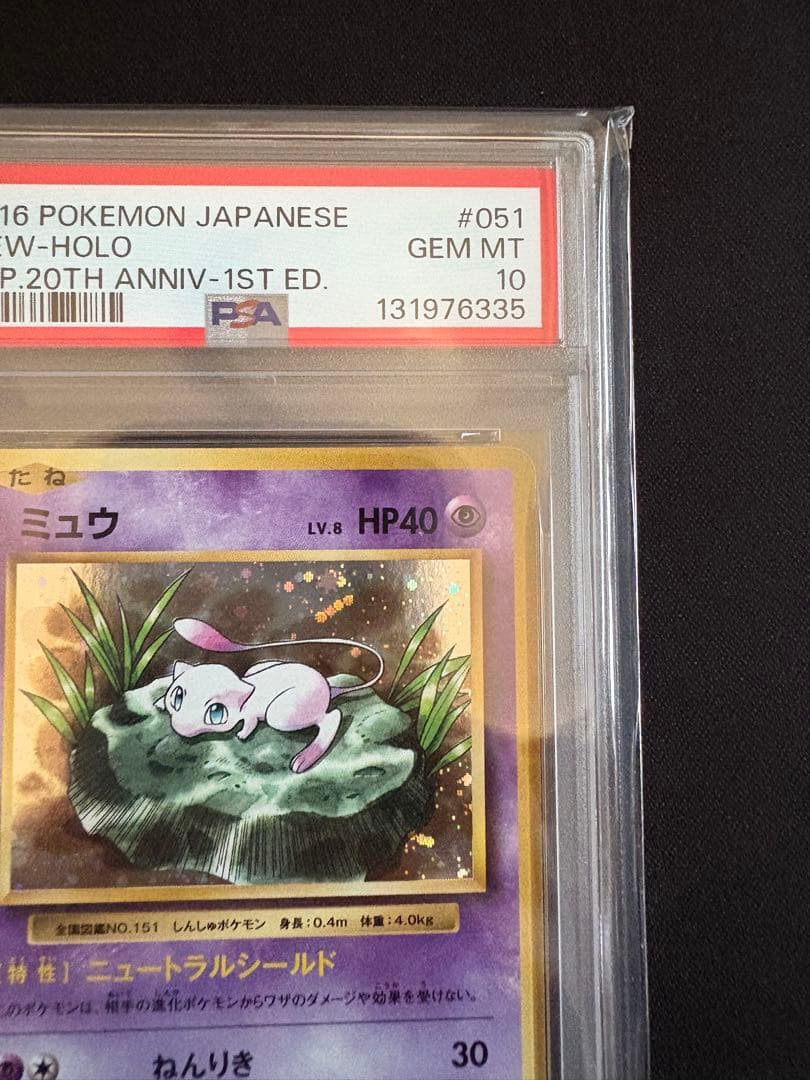 16 POKEMON JAPANESE #051
EW-HOLO GEM MT
P.20TH ANNIV-1ST ED. 10
PSA 131976335
たね
ミュウ LV.8 HP40
全国図鑑NO.151 しんしゅポケモン 身長:0.4m 体重:4.0kg
[特性] ニュートラルシールド
このポケモンは、相手の進化ポケモンからワザのダメージや効果を受けない。
ねんりき 30